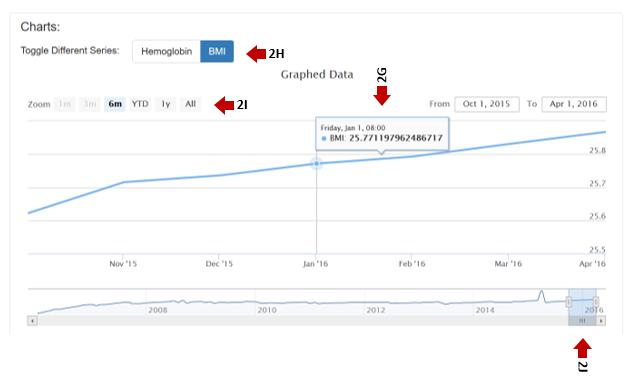 Charts:
Toggle Different Series: Hemoglobin BMI 2H
Graphed Data 2G
Zoom 1m 3m 6m YTD 1y All 2I From Oct 1, 2015 To Apr 1, 2016
Friday, Jan 1, 08:00
BMI: 25.771197962486717
25.8
25.7
25.6
25.5
Nov '15 Dec '15 Jan '16 Feb '16 Mar '16 Apr '16
2008 2010 2012 2014 2016
2J